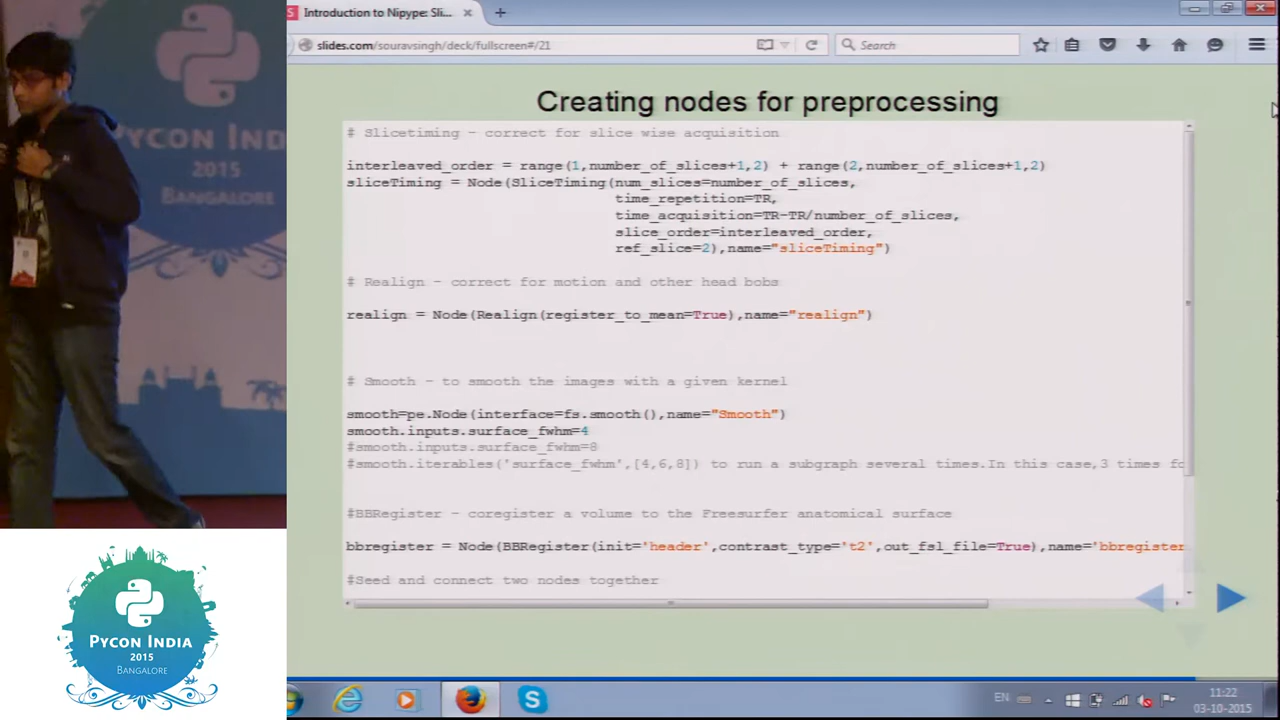 Introduction to Nipype: Sli...
slides.com/souravsingh/deck/fullscreen#/21
Search
Creating nodes for preprocessing
# Slicetiming - correct for slice wise acquisition
interleaved_order = range(1,number_of_slices+1,2) + range(2,number_of_slices+1,2)
sliceTiming = Node(SliceTiming(num_slices=number_of_slices,
time_repetition=TR,
time_acquisition=TR-TR/number_of_slices,
slice_order=interleaved_order,
ref_slice=2),name="sliceTiming")
# Realign - correct for motion and other head bobs
realign = Node(Realign(register_to_mean=True),name="realign")
# Smooth - to smooth the images with a given kernel
smooth=pe.Node(interface=fs.smooth(),name="Smooth")
smooth.inputs.surface_fwhm=4
#smooth.inputs.surface_fwhm=8
#smooth.iterables('surface_fwhm',[4,6,8]) to run a subgraph several times.In this case,3 times fo
#BBRegister - coregister a volume to the Freesurfer anatomical surface
bbregister = Node(BBRegister(init='header',contrast_type='t2',out_fsl_file=True),name='bbregister
#Seed and connect two nodes together
EN
11:22
03-10-2015
PYCON INDIA
2015
BANGALORE
PYCON INDIA
2015
BANGALORE